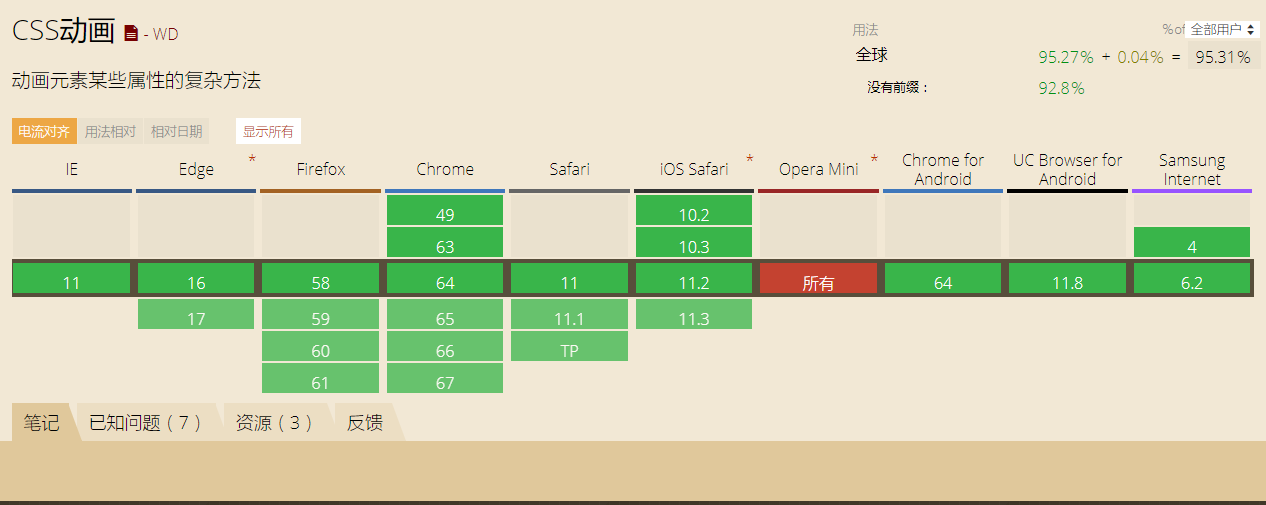 CSS动画 - WD
用法 %of 全部用户
全球 95.27% + 0.04% = 95.31%
动画元素某些属性的复杂方法
没有前缀： 92.8%
电流对齐 用法相对 相对日期 显示所有
IE Edge * Firefox Chrome Safari iOS Safari * Opera Mini * Chrome for Android UC Browser for Android Samsung Internet
49 10.2
63 10.3 4
11 16 58 64 11 11.2 所有 64 11.8 6.2
17 59 65 11.1 11.3
60 66 TP
61 67
笔记 已知问题（7） 资源（3） 反馈